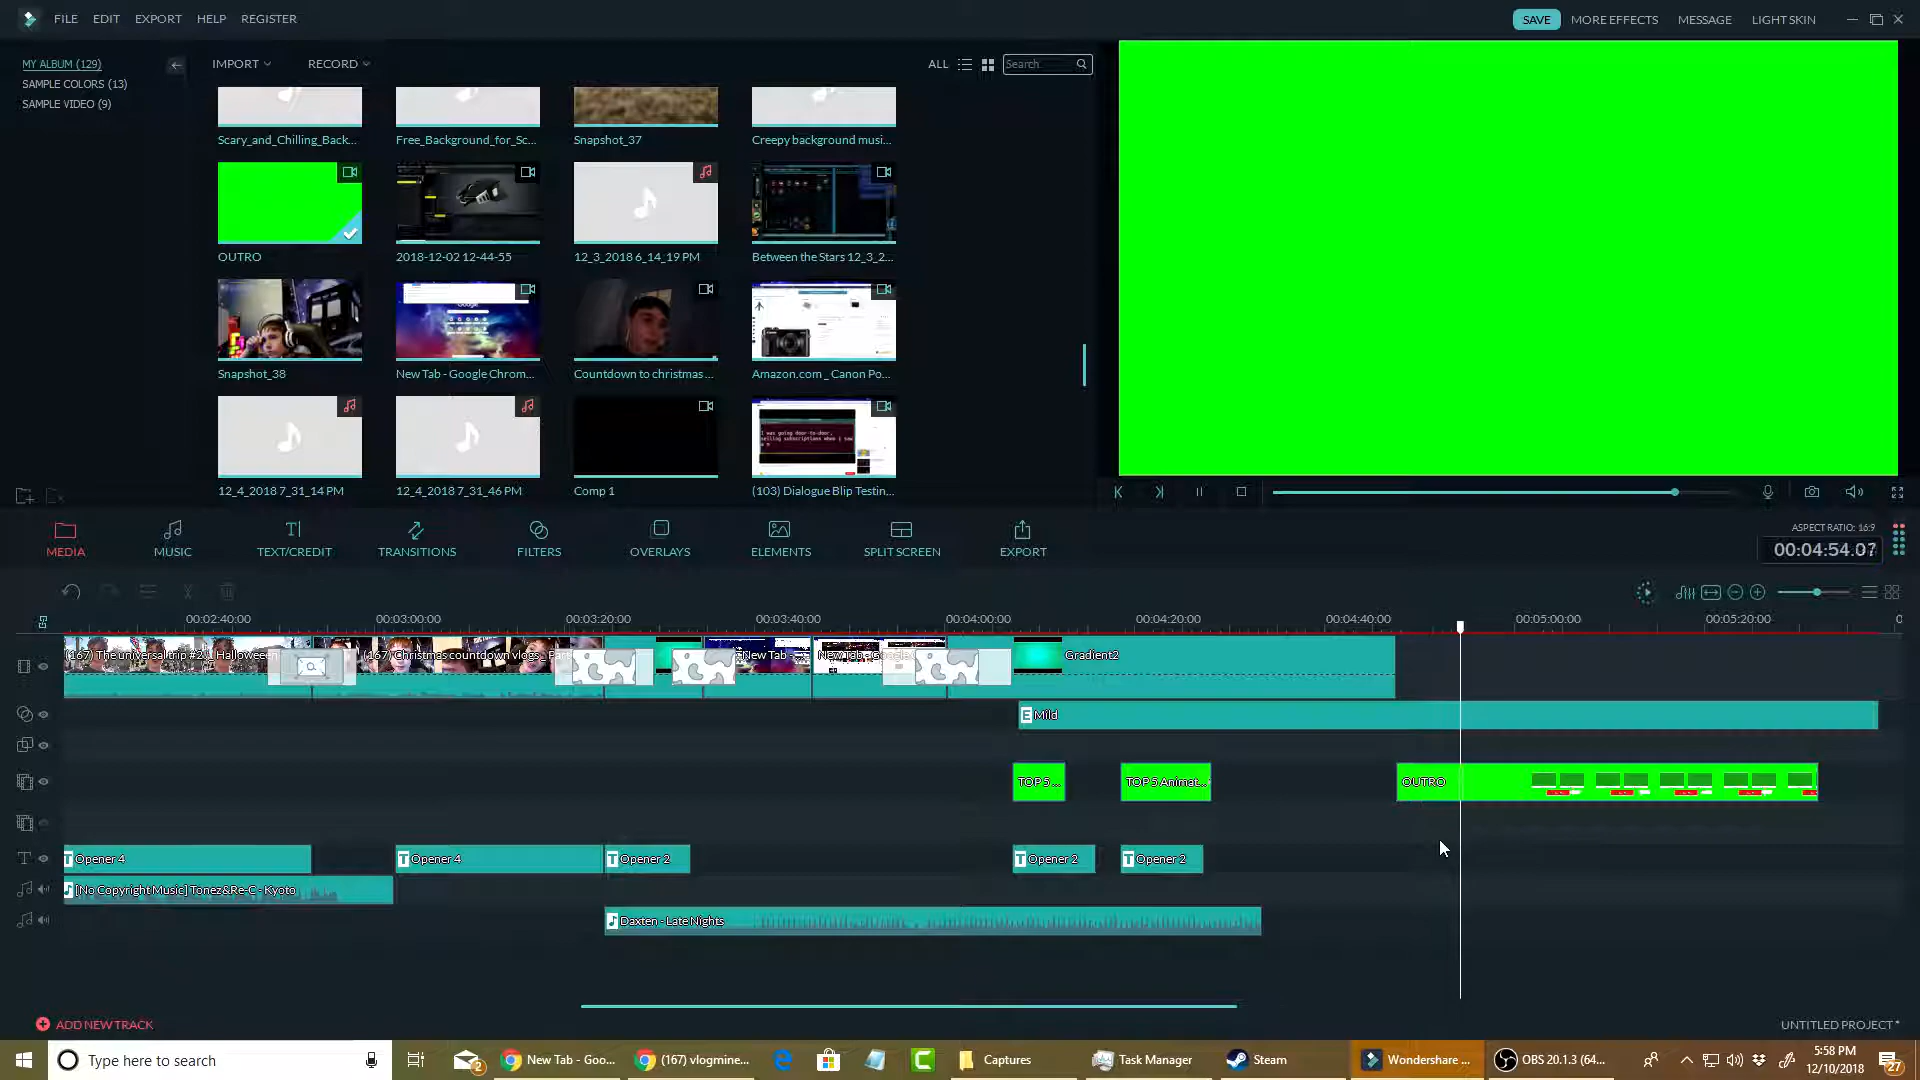 FILE EDIT EXPORT HELP REGISTER
SAVE MORE EFFECTS MESSAGE LIGHT SKIN
MY ALBUM (129)
SAMPLE COLORS (13)
SAMPLE VIDEO (9)
IMPORT RECORD ALL Search
Scary_and_Chilling_Back... Free_Background_for_Sc... Snapshot_37 Creepy background musi...
OUTRO 2018-12-02 12-44-55 12_3_2018 6_14_19 PM Between the Stars 12_3_2...
Snapshot_38 New Tab - Google Chrom... Countdown to christmas ... Amazon.com _ Canon Po...
12_4_2018 7_31_14 PM 12_4_2018 7_31_46 PM Comp 1 (103) Dialogue Blip Testin...
MEDIA MUSIC TEXT/CREDIT TRANSITIONS FILTERS OVERLAYS ELEMENTS SPLIT SCREEN EXPORT
ASPECT RATIO: 16:9
00:04:54.07
00:02:40:00 00:03:00:00 00:03:20:00 00:03:40:00 00:04:00:00 00:04:20:00 00:04:40:00 00:05:00:00 00:05:20:00 0
(167) The universal trip #2 Halloween (167) Christmas countdown vlogs - Part New Tab - Gradient2
E Mild
TOP 5... TOP 5 Animat... OUTRO
T Opener 4 T Opener 4 T Opener 2 T Opener 2 T Opener 2
[No Copyright Music] Tonez&Re-C - Kyoto
Daxten - Late Nights
ADD NEW TRACK UNTITLED PROJECT *
Type here to search 2 New Tab - Goo... (167) vlogmine... Captures Task Manager Steam Wondershare ... OBS 20.1.3 (64... 5:58 PM
12/10/2018 27